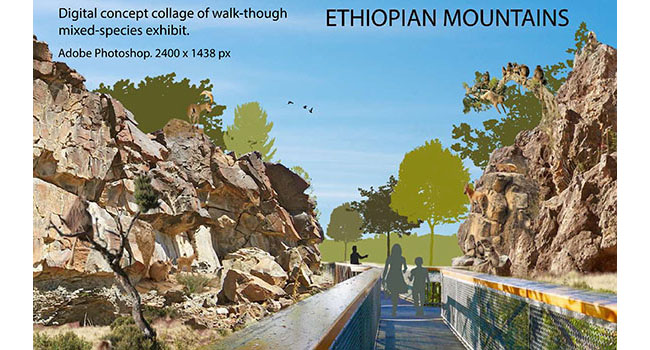 Digital concept collage of walk-though
mixed-species exhibit.
Adobe Photoshop. 2400 x 1438 px
ETHIOPIAN MOUNTAINS